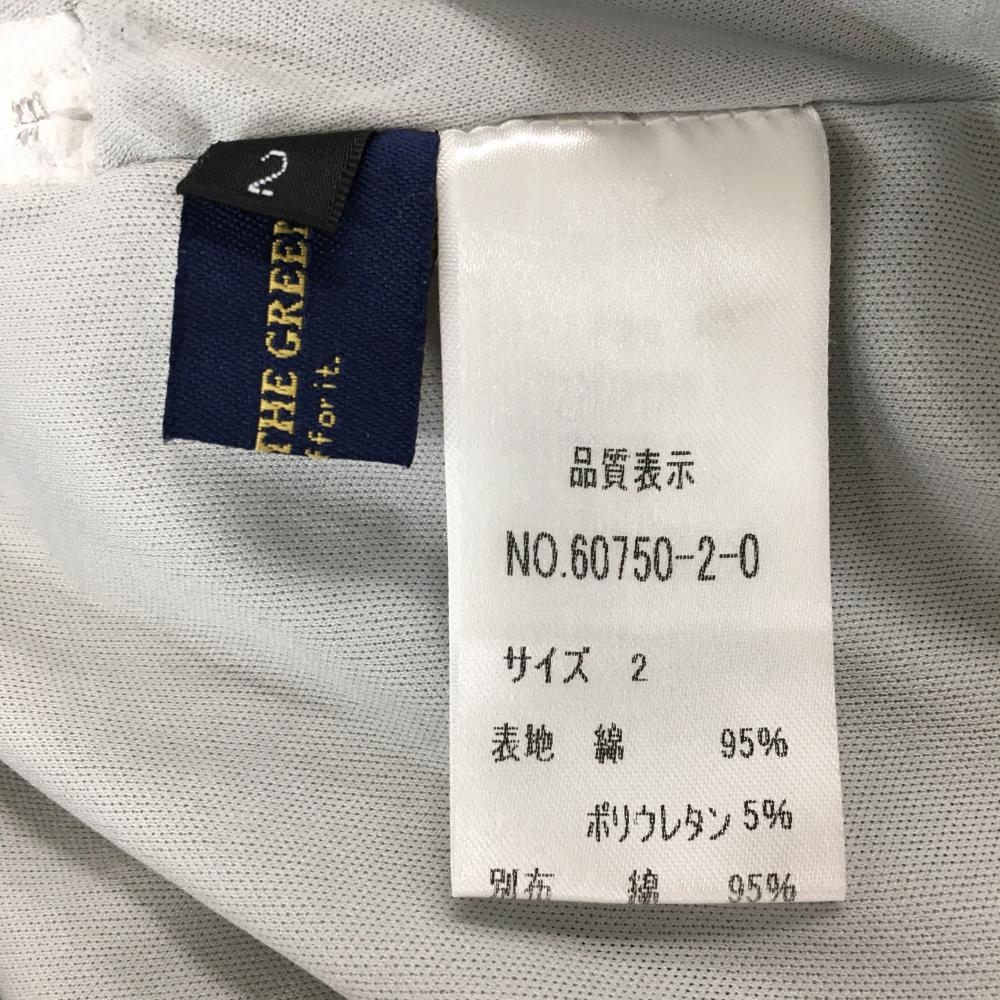 2
THE GREE
fforit.
品質表示
NO.60750-2-0
サイズ 2
表地 綿 95%
ポリウレタン 5%
別布 綿 95%